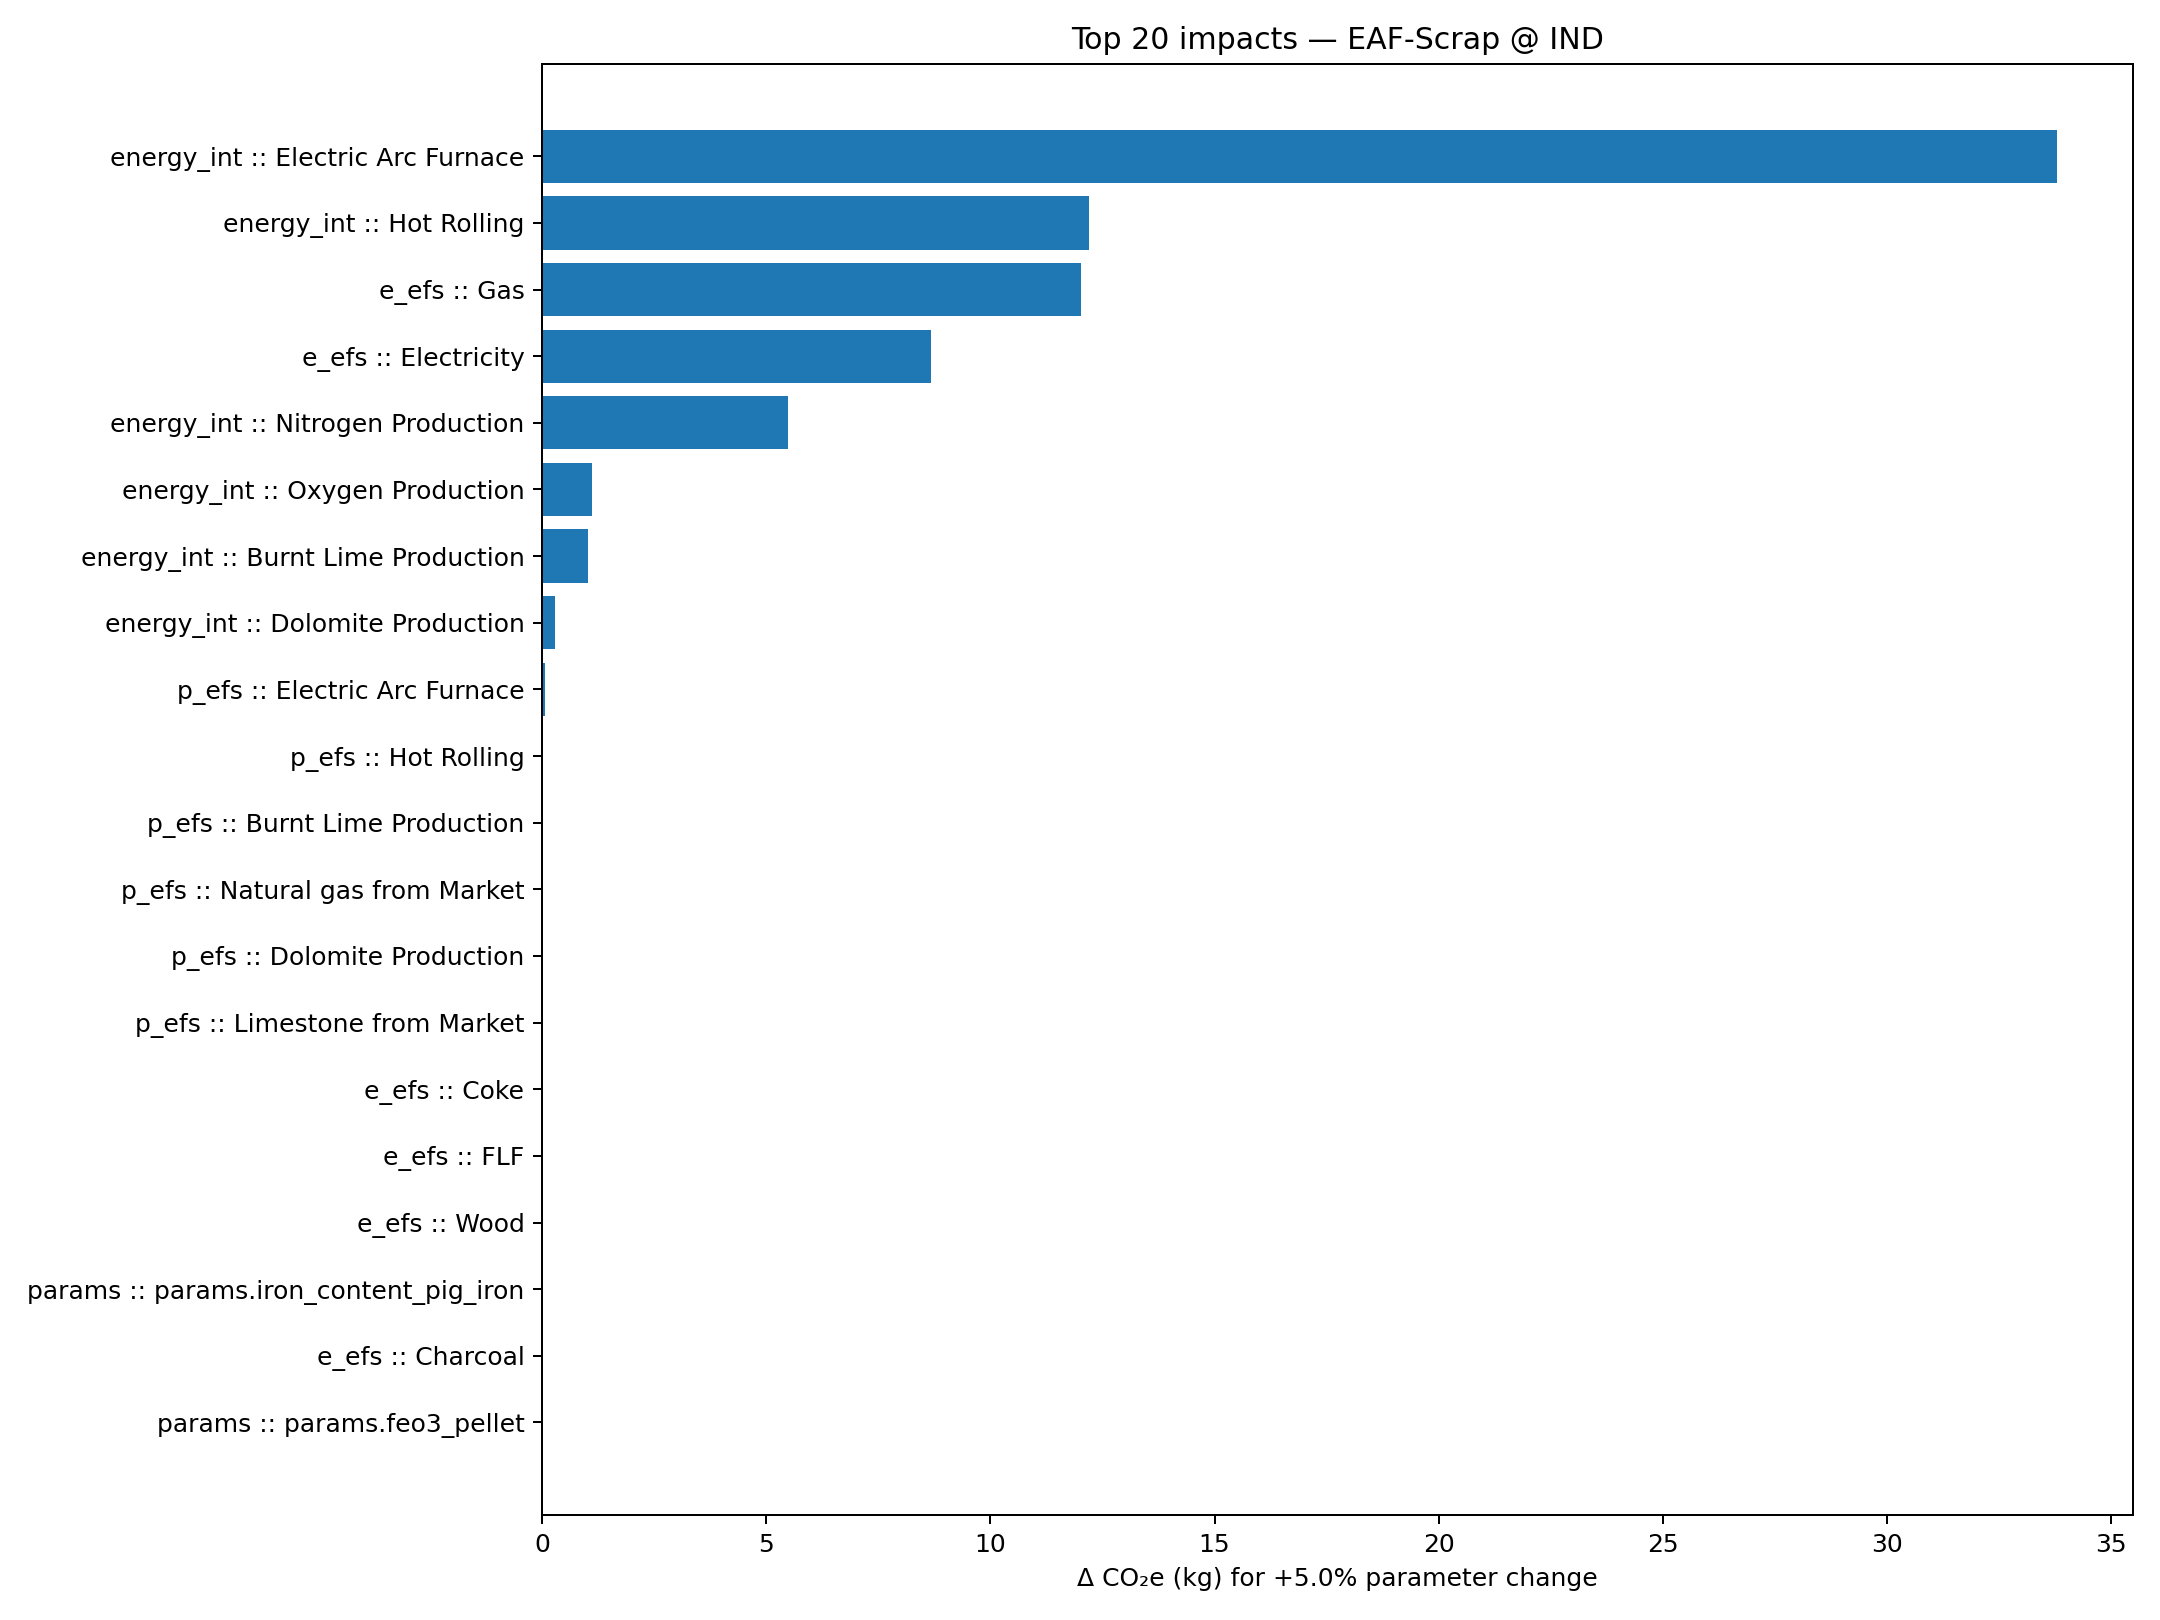 Top 20 impacts — EAF-Scrap @ IND
energy_int :: Electric Arc Furnace
energy_int :: Hot Rolling
e_efs :: Gas
e_efs :: Electricity
energy_int :: Nitrogen Production
energy_int :: Oxygen Production
energy_int :: Burnt Lime Production
energy_int :: Dolomite Production
p_efs :: Electric Arc Furnace
p_efs :: Hot Rolling
p_efs :: Burnt Lime Production
p_efs :: Natural gas from Market
p_efs :: Dolomite Production
p_efs :: Limestone from Market
e_efs :: Coke
e_efs :: FLF
e_efs :: Wood
params :: params.iron_content_pig_iron
e_efs :: Charcoal
params :: params.feo3_pellet
0 5 10 15 20 25 30 35
Δ CO₂e (kg) for +5.0% parameter change